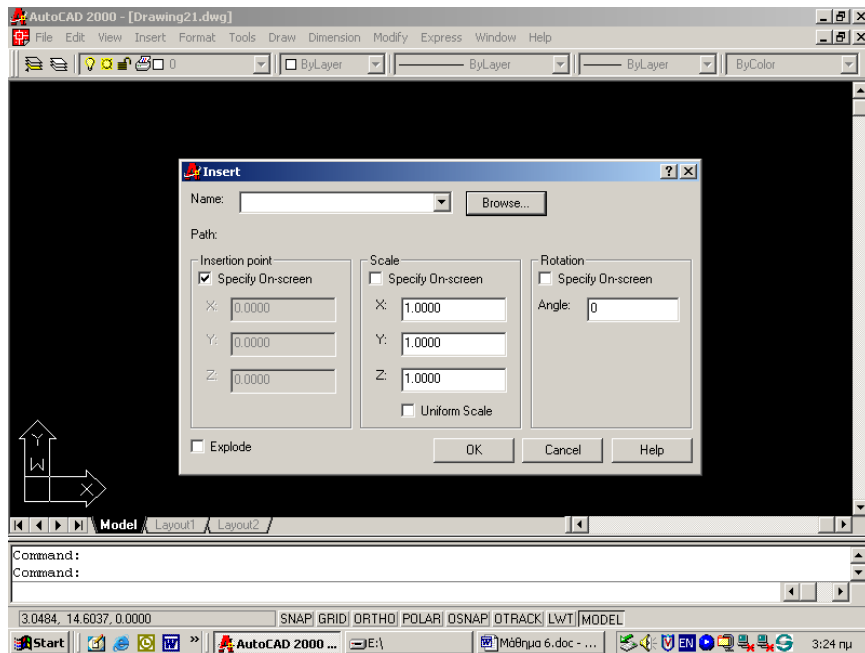 AutoCAD 2000 - [Drawing21.dwg]
File Edit View Insert Format Tools Draw Dimension Modify Express Window Help
0 ByLayer ByLayer ByLayer ByColor
Insert
Name: Browse...
Path:
Insertion point Scale Rotation
Specify On-screen Specify On-screen Specify On-screen
X: 0.0000 X: 1.0000 Angle: 0
Y: 0.0000 Y: 1.0000
Z: 0.0000 Z: 1.0000
Uniform Scale
Explode OK Cancel Help
Y
W
X
Model Layout1 Layout2
Command:
Command:
3.0484, 14.6037, 0.0000 SNAP GRID ORTHO POLAR OSNAP OTRACK LWT MODEL
Start » AutoCAD 2000 ... E:\ Μάθημα 6.doc - ... EN 3:24 πμ